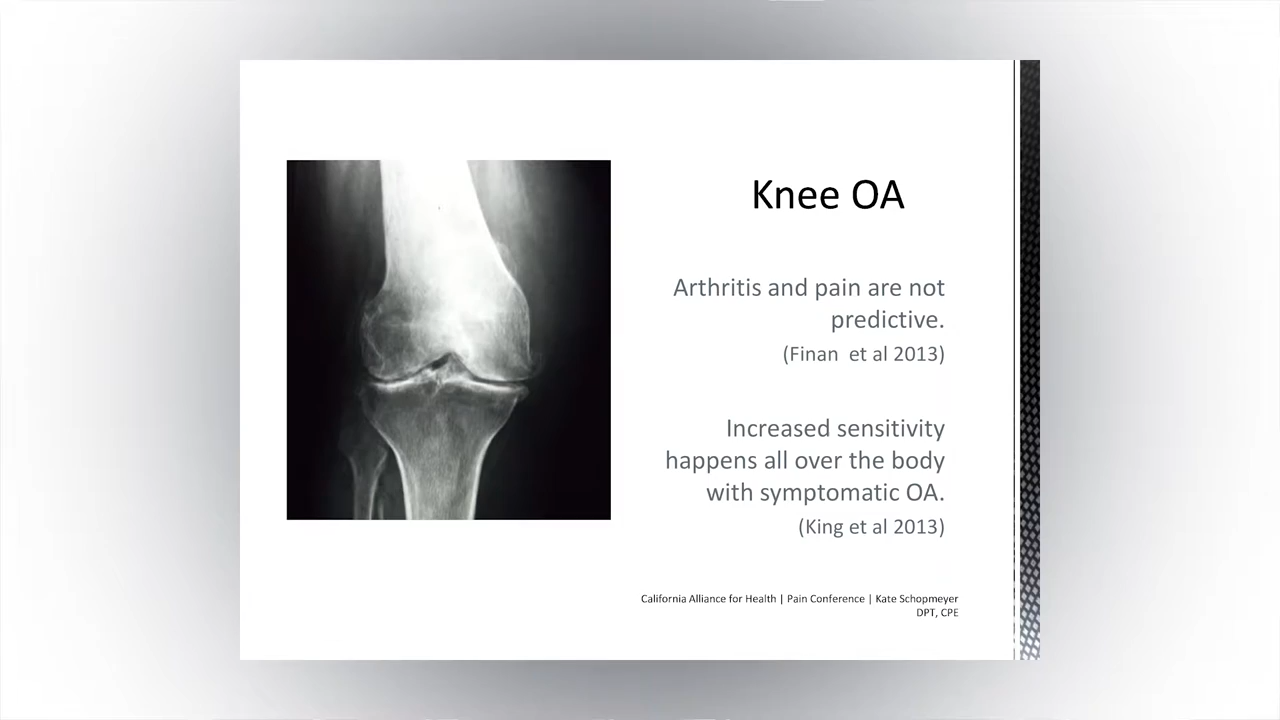 Knee OA
Arthritis and pain are not
predictive.
(Finan et al 2013)
Increased sensitivity
happens all over the body
with symptomatic OA.
(King et al 2013)
California Alliance for Health | Pain Conference | Kate Schopmeyer
DPT, CPE